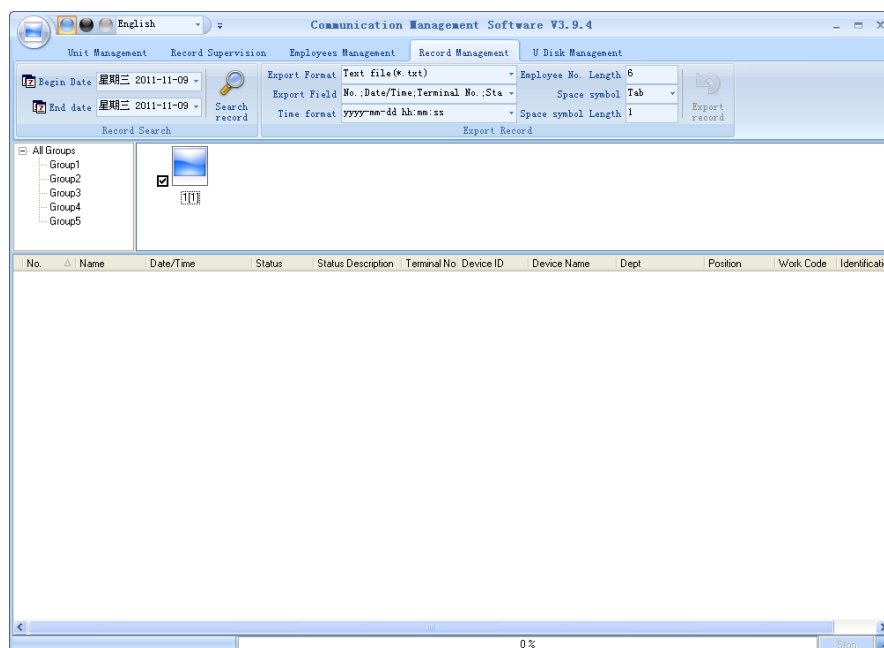 English
Communication Management Software V3.9.4
Unit Management Record Supervision Employees Management Record Management U Disk Management
Begin Date 星期三 2011-11-09
End date 星期三 2011-11-09
Search record
Record Search
Export Format Text file(*.txt) Employee No. Length 6
Export Field No.;Date/Time;Terminal No.;Sta Space symbol Tab
Time format yyyy-mm-dd hh:mm:ss Space symbol Length 1
Export record
Export Record
All Groups
Group1
Group2
Group3
Group4
Group5
1[1]
No. Name Date/Time Status Status Description Terminal No Device ID Device Name Dept Position Work Code Identificati
0 %
Stop